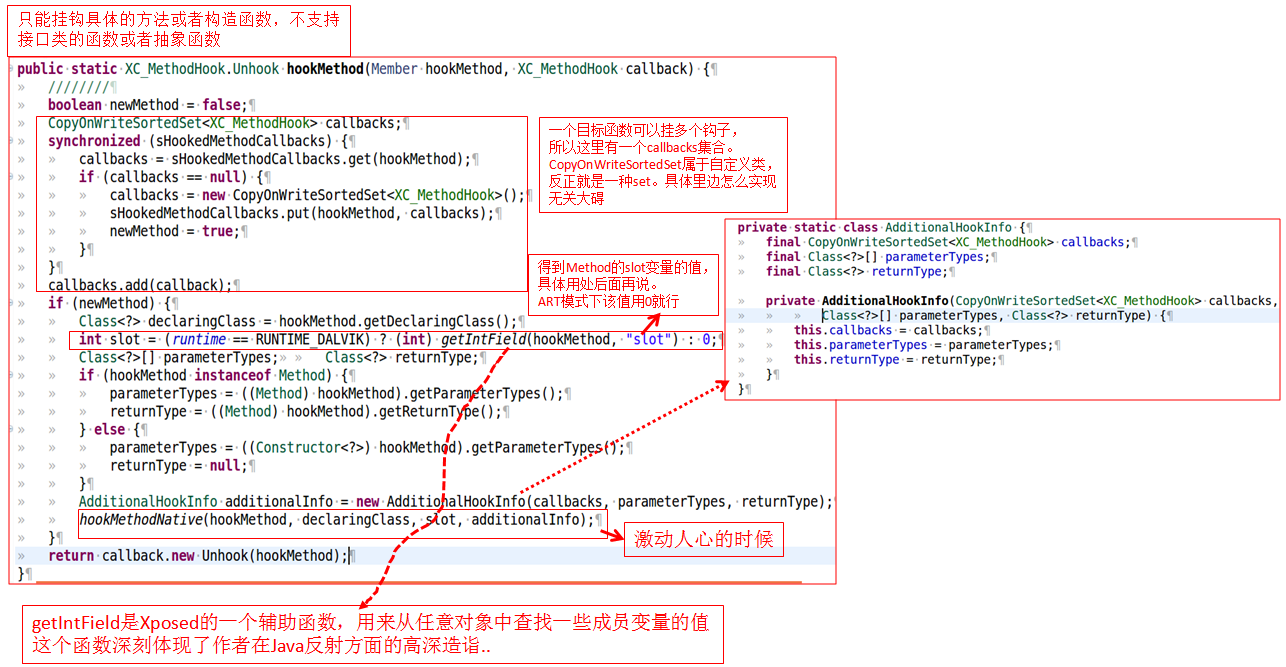 只能挂钩具体的方法或者构造函数，不支持
接口类的函数或者抽象函数
public static XC_MethodHook.Unhook hookMethod(Member hookMethod, XC_MethodHook callback) {
////////
boolean newMethod = false;
CopyOnWriteSortedSet<XC_MethodHook> callbacks;
synchronized (sHookedMethodCallbacks) {
callbacks = sHookedMethodCallbacks.get(hookMethod);
if (callbacks == null) {
callbacks = new CopyOnWriteSortedSet<XC_MethodHook>();
sHookedMethodCallbacks.put(hookMethod, callbacks);
newMethod = true;
}
}
callbacks.add(callback);
if (newMethod) {
Class<?> declaringClass = hookMethod.getDeclaringClass();
int slot = (runtime == RUNTIME_DALVIK) ? (int) getIntField(hookMethod, "slot") : 0;
Class<?>[] parameterTypes; Class<?> returnType;
if (hookMethod instanceof Method) {
parameterTypes = ((Method) hookMethod).getParameterTypes();
returnType = ((Method) hookMethod).getReturnType();
} else {
parameterTypes = ((Constructor<?>) hookMethod).getParameterTypes();
returnType = null;
}
AdditionalHookInfo additionalInfo = new AdditionalHookInfo(callbacks, parameterTypes, returnType);
hookMethodNative(hookMethod, declaringClass, slot, additionalInfo);
}
return callback.new Unhook(hookMethod);
}
一个目标函数可以挂多个钩子，
所以这里有一个callbacks集合。
CopyOnWriteSortedSet属于自定义类，
反正就是一种set。具体里边怎么实现
无关大碍
得到Method的slot变量的值，
具体用处后面再说。
ART模式下该值用0就行
private static class AdditionalHookInfo {
final CopyOnWriteSortedSet<XC_MethodHook> callbacks;
final Class<?>[] parameterTypes;
final Class<?> returnType;
private AdditionalHookInfo(CopyOnWriteSortedSet<XC_MethodHook> callbacks,
Class<?>[] parameterTypes, Class<?> returnType) {
this.callbacks = callbacks;
this.parameterTypes = parameterTypes;
this.returnType = returnType;
}
}
激动人心的时候
getIntField是Xposed的一个辅助函数，用来从任意对象中查找一些成员变量的值
这个函数深刻体现了作者在Java反射方面的高深造诣..